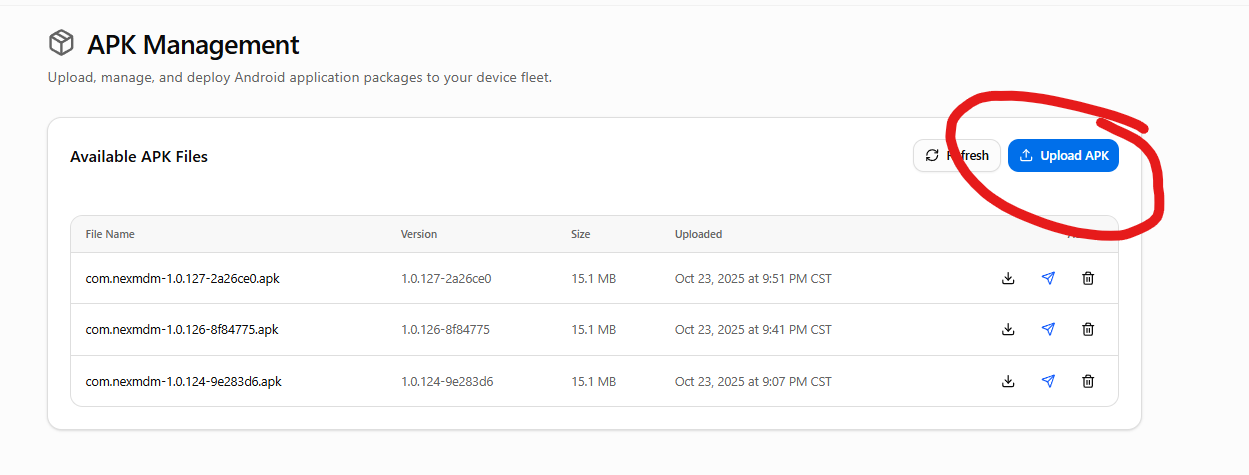 APK Management
Upload, manage, and deploy Android application packages to your device fleet.
Available APK Files
Refresh
Upload APK
File Name Version Size Uploaded
com.nexmdm-1.0.127-2a26ce0.apk 1.0.127-2a26ce0 15.1 MB Oct 23, 2025 at 9:51 PM CST
com.nexmdm-1.0.126-8f84775.apk 1.0.126-8f84775 15.1 MB Oct 23, 2025 at 9:41 PM CST
com.nexmdm-1.0.124-9e283d6.apk 1.0.124-9e283d6 15.1 MB Oct 23, 2025 at 9:07 PM CST